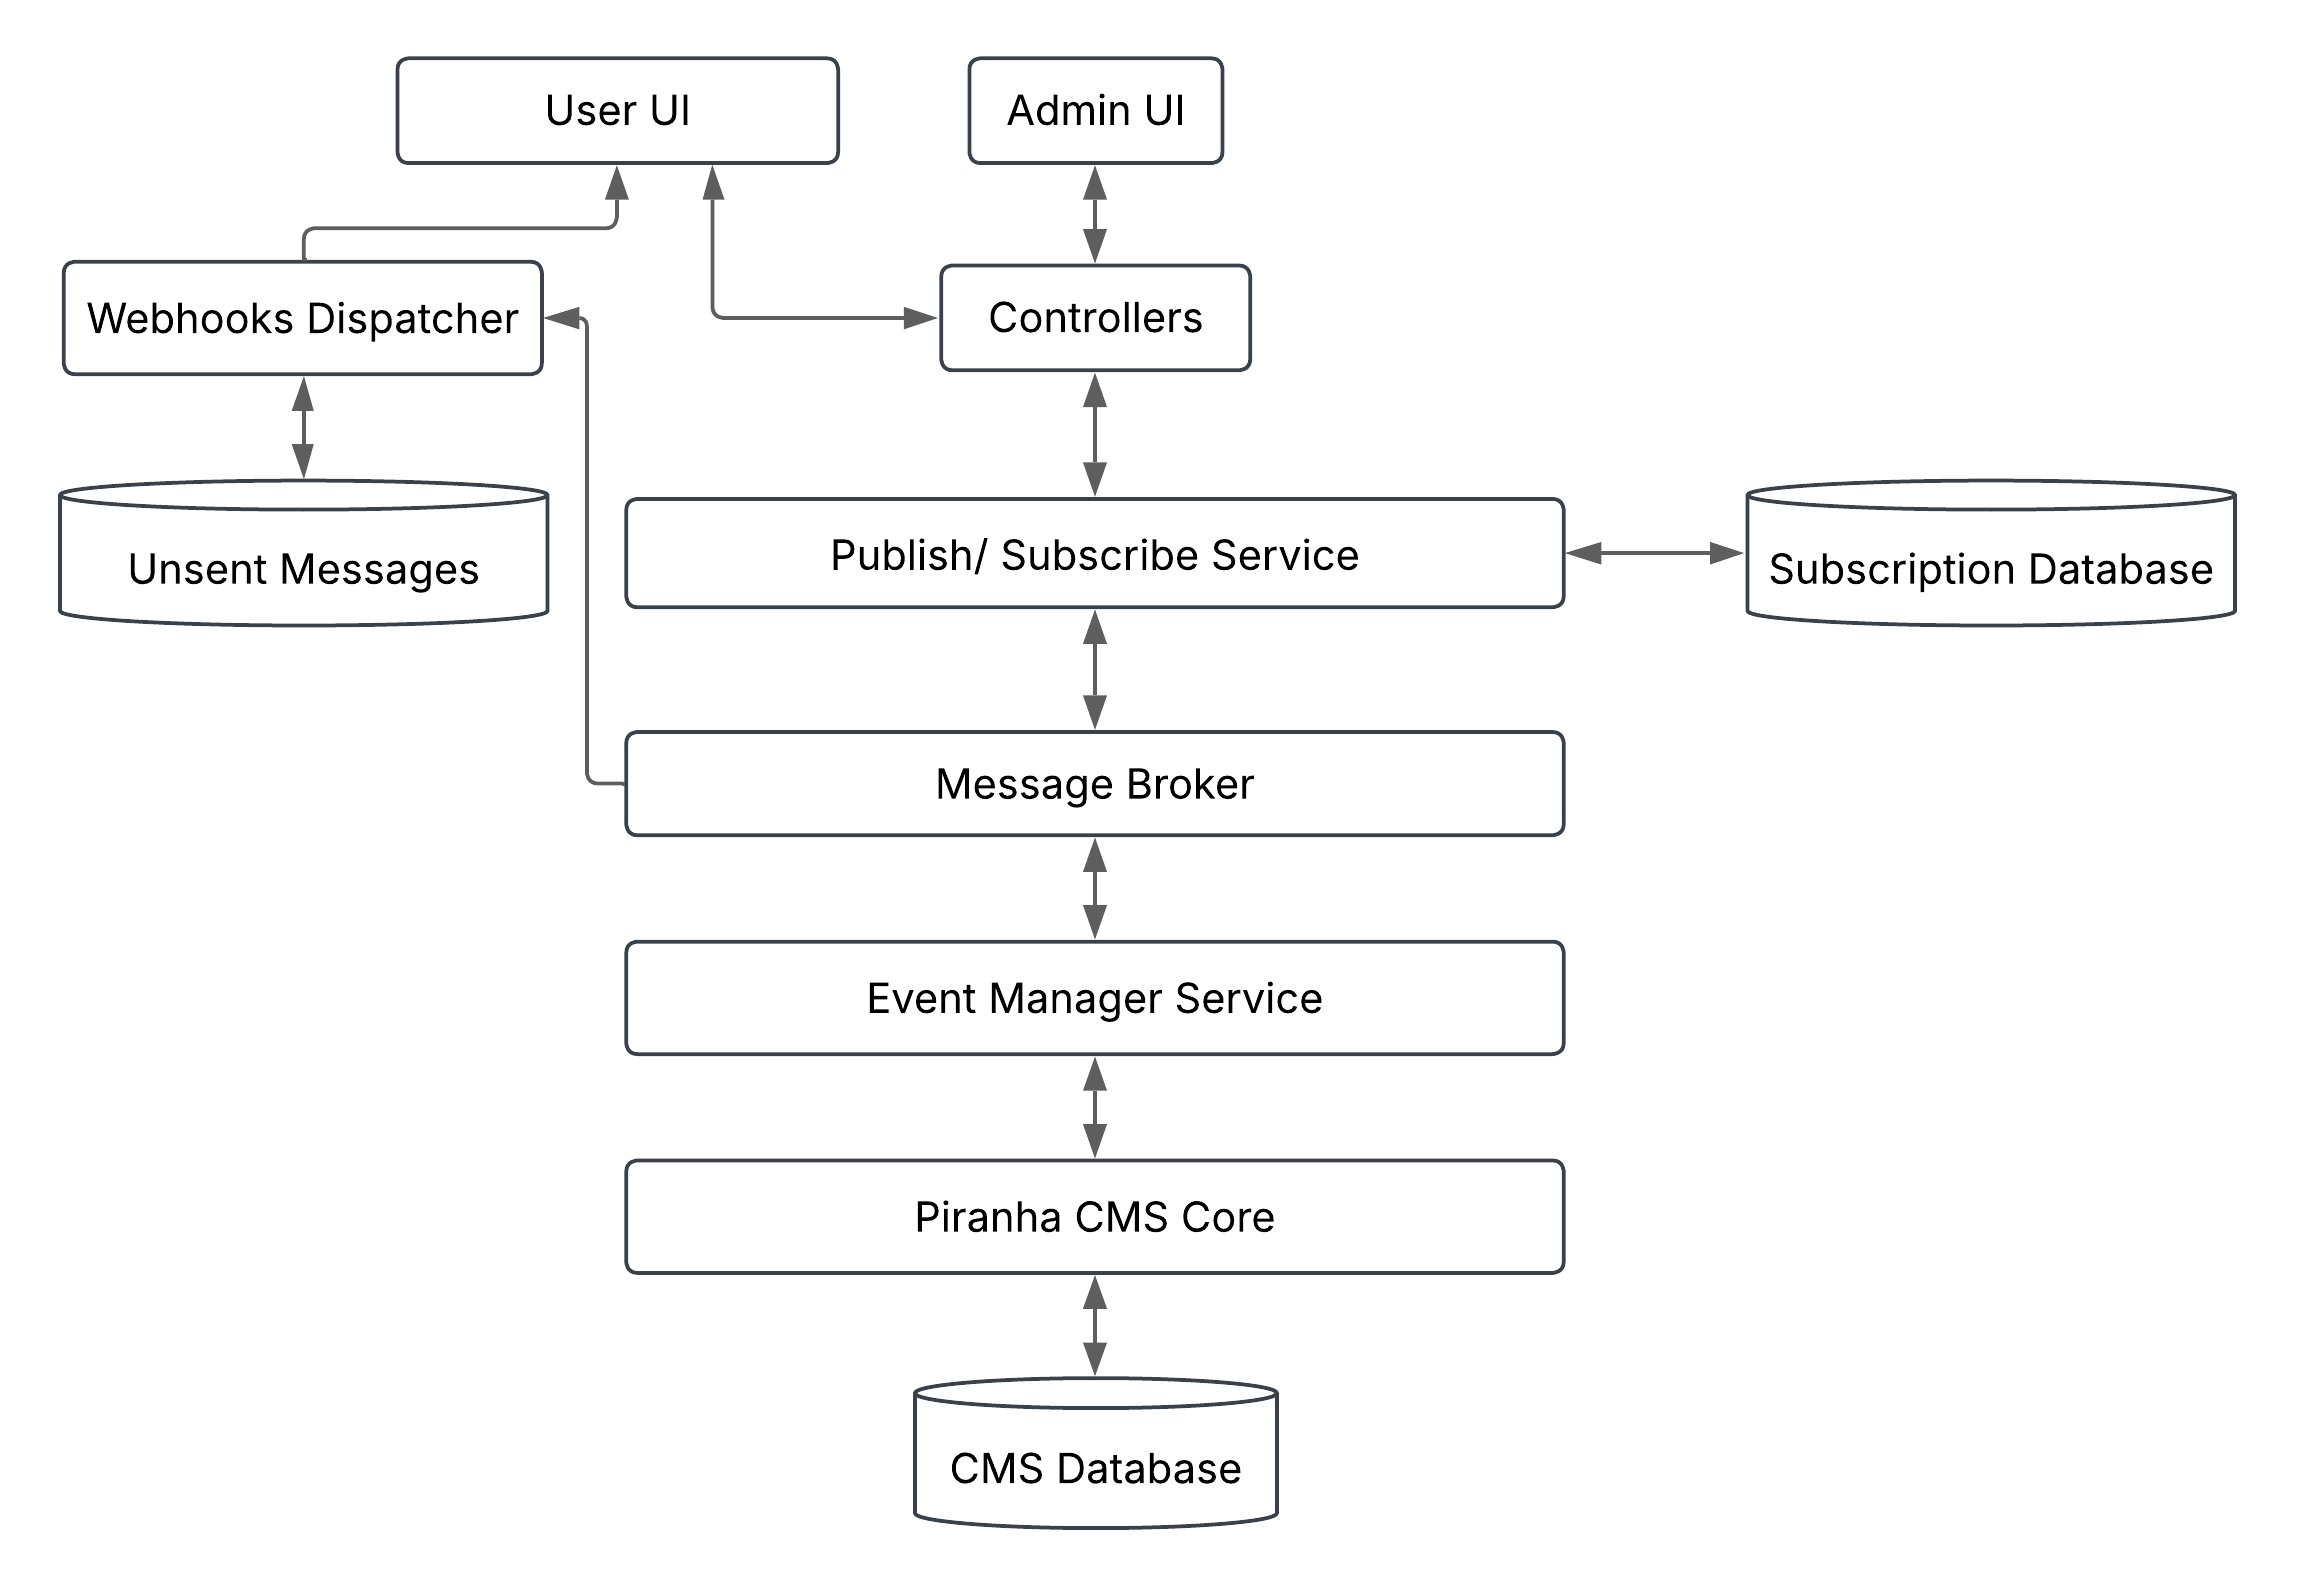 User UI
Admin UI
Webhooks Dispatcher
Controllers
Unsent Messages
Publish/ Subscribe Service
Subscription Database
Message Broker
Event Manager Service
Piranha CMS Core
CMS Database